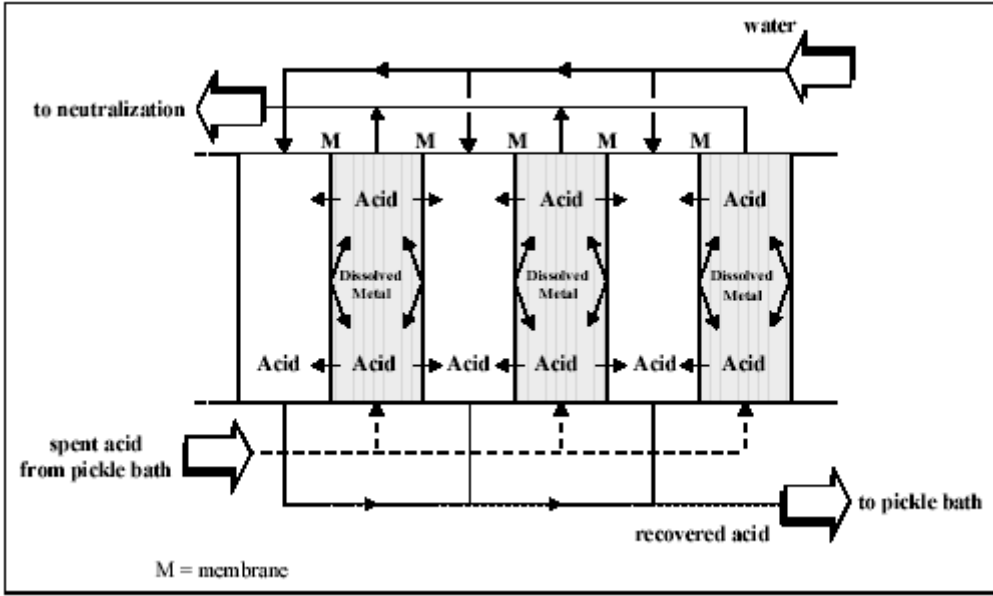 water
to neutralization
M M M M M
Acid Acid Acid
Dissolved Dissolved Dissolved
Metal Metal Metal
Acid Acid Acid Acid Acid Acid
spent acid
from pickle bath
to pickle bath
recovered acid
M = membrane